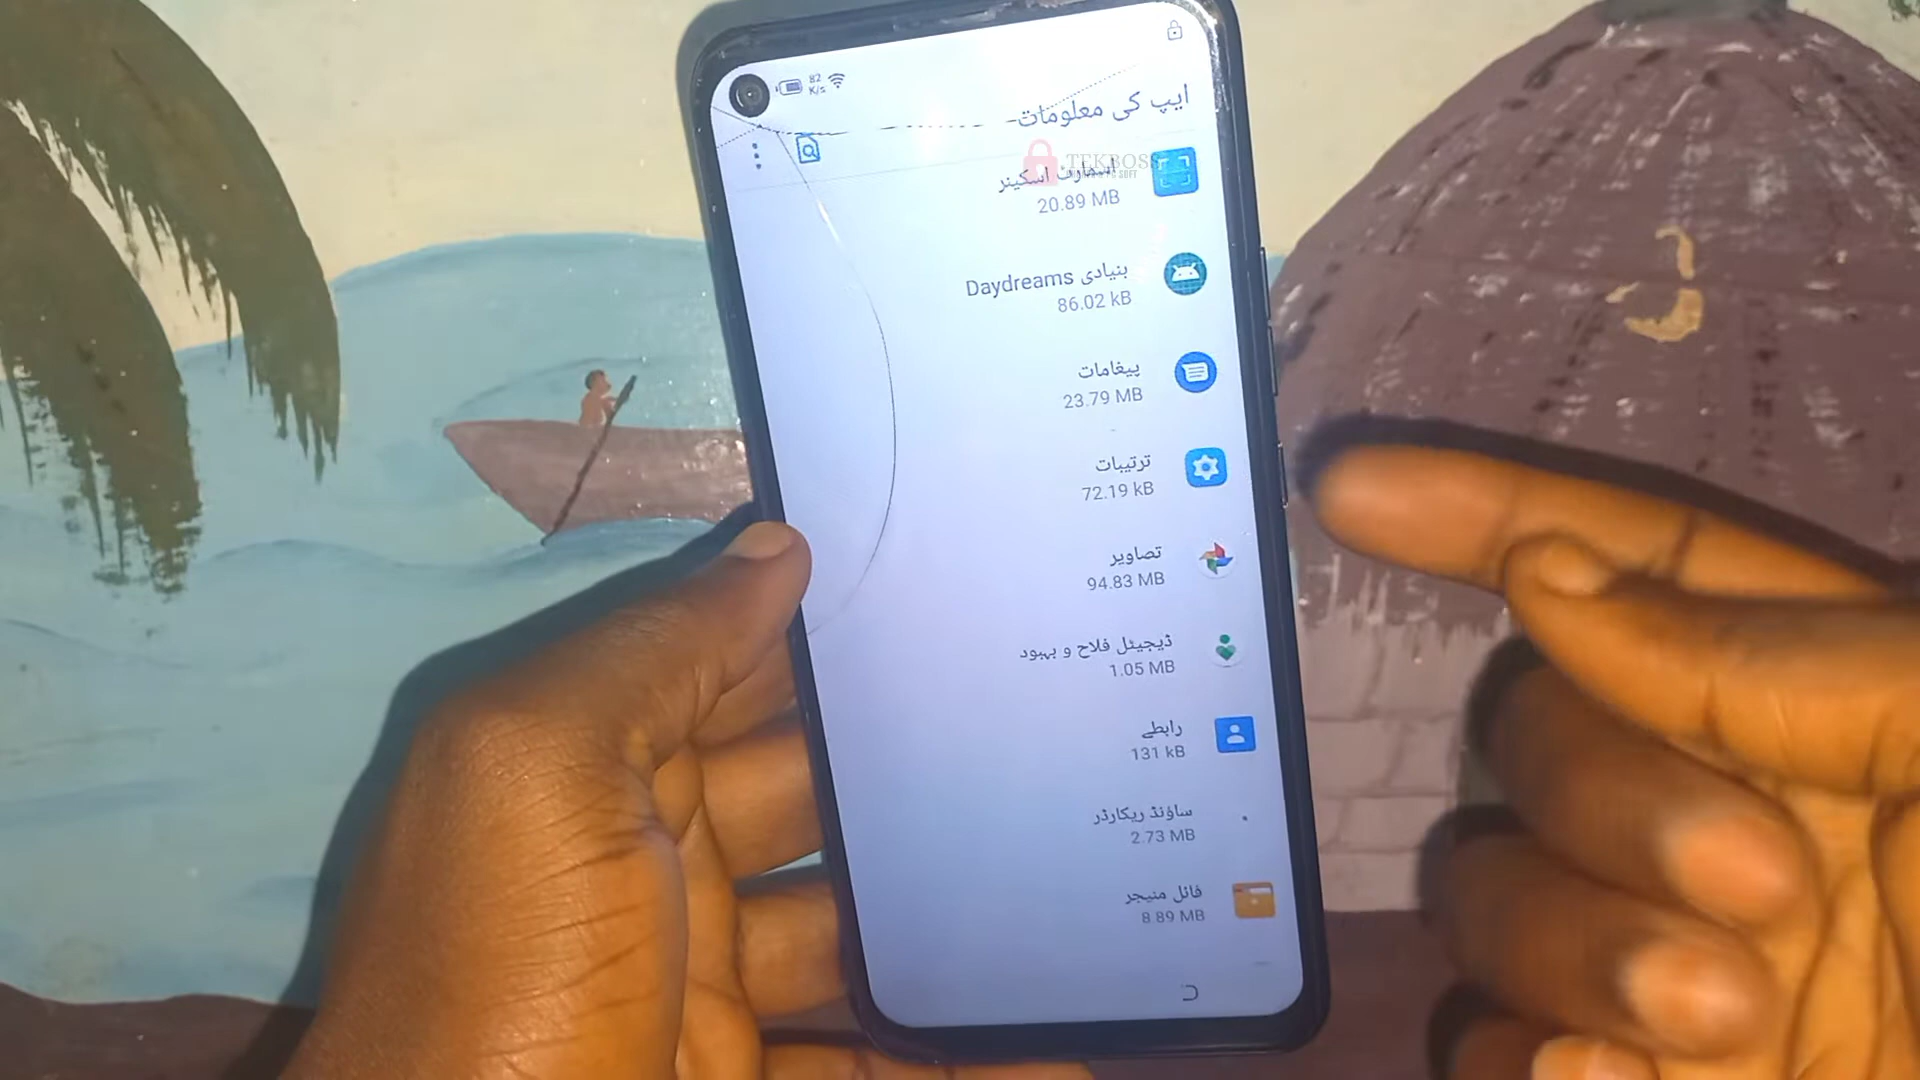 82
K/s
ایپ کی معلومات
TEKBOSS
اسمارٹ اسکینر
20.89 MB
بنیادی Daydreams
86.02 kB
پیغامات
23.79 MB
ترتیبات
72.19 kB
تصاویر
94.83 MB
ڈیجیٹل فلاح و بہبود
1.05 MB
رابطے
131 kB
ساؤنڈ ریکارڈر
2.73 MB
فائل منیجر
8.89 MB